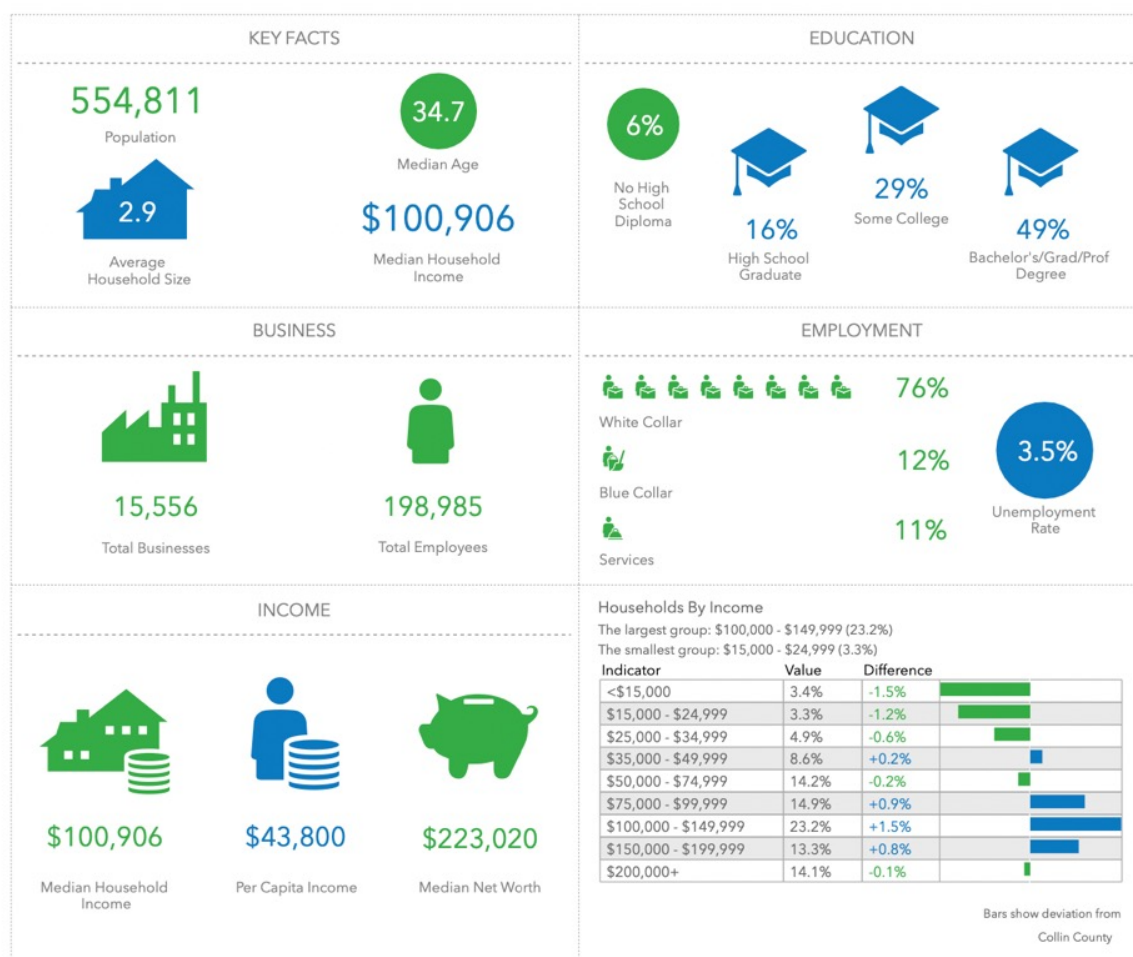 KEY FACTS
554,811
Population
34.7
Median Age
2.9
Average
Household Size
$100,906
Median Household
Income
EDUCATION
6%
No High
School
Diploma
16%
High School
Graduate
29%
Some College
49%
Bachelor's/Grad/Prof
Degree
BUSINESS
15,556
Total Businesses
198,985
Total Employees
EMPLOYMENT
76%
White Collar
12%
Blue Collar
11%
Services
3.5%
Unemployment
Rate
INCOME
$100,906
Median Household
Income
$43,800
Per Capita Income
$223,020
Median Net Worth
Households By Income
The largest group: $100,000 - $149,999 (23.2%)
The smallest group: $15,000 - $24,999 (3.3%)
Indicator Value Difference
<$15,000 3.4% -1.5%
$15,000 - $24,999 3.3% -1.2%
$25,000 - $34,999 4.9% -0.6%
$35,000 - $49,999 8.6% +0.2%
$50,000 - $74,999 14.2% -0.2%
$75,000 - $99,999 14.9% +0.9%
$100,000 - $149,999 23.2% +1.5%
$150,000 - $199,999 13.3% +0.8%
$200,000+ 14.1% -0.1%
Bars show deviation from
Collin County